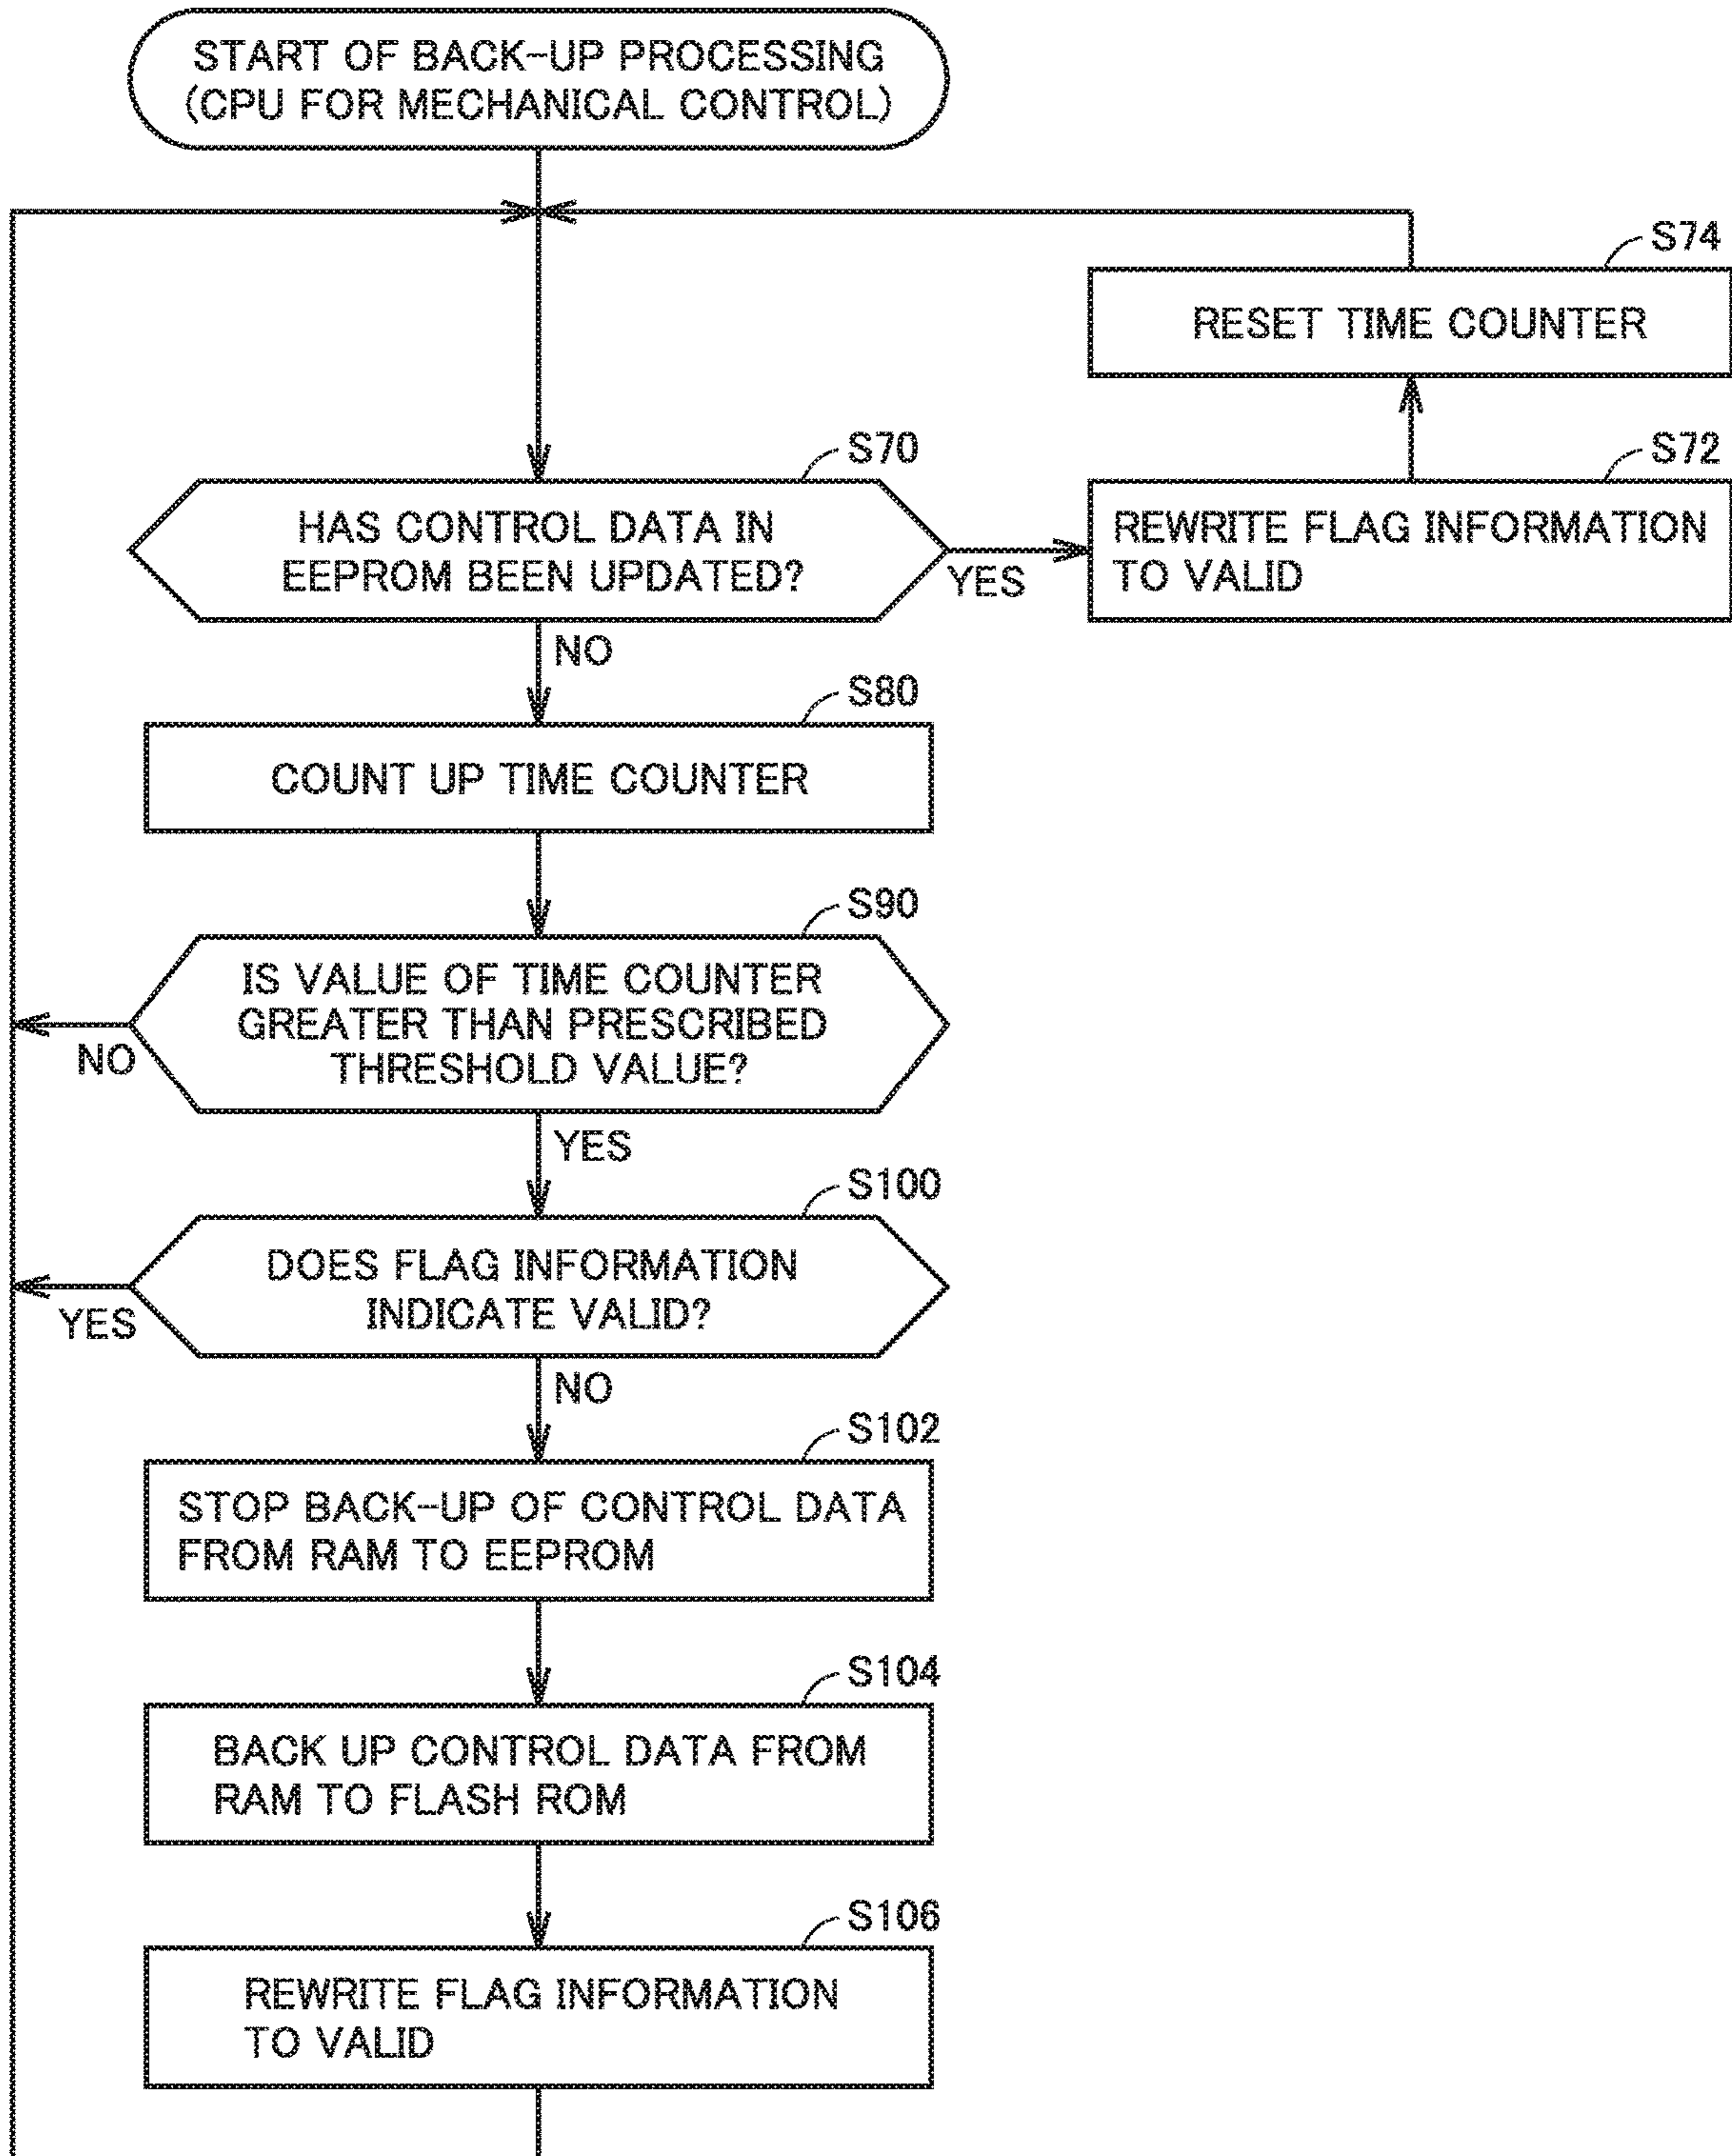 START OF BACK-UP PROCESSING
(CPU FOR MECHANICAL CONTROL)
S74
RESET TIME COUNTER
S70
HAS CONTROL DATA IN
EEPROM BEEN UPDATED?
YES
S72
REWRITE FLAG INFORMATION
TO VALID
NO
S80
COUNT UP TIME COUNTER
S90
IS VALUE OF TIME COUNTER
GREATER THAN PRESCRIBED
THRESHOLD VALUE?
NO
YES
S100
DOES FLAG INFORMATION
INDICATE VALID?
YES
NO
S102
STOP BACK-UP OF CONTROL DATA
FROM RAM TO EEPROM
S104
BACK UP CONTROL DATA FROM
RAM TO FLASH ROM
S106
REWRITE FLAG INFORMATION
TO VALID